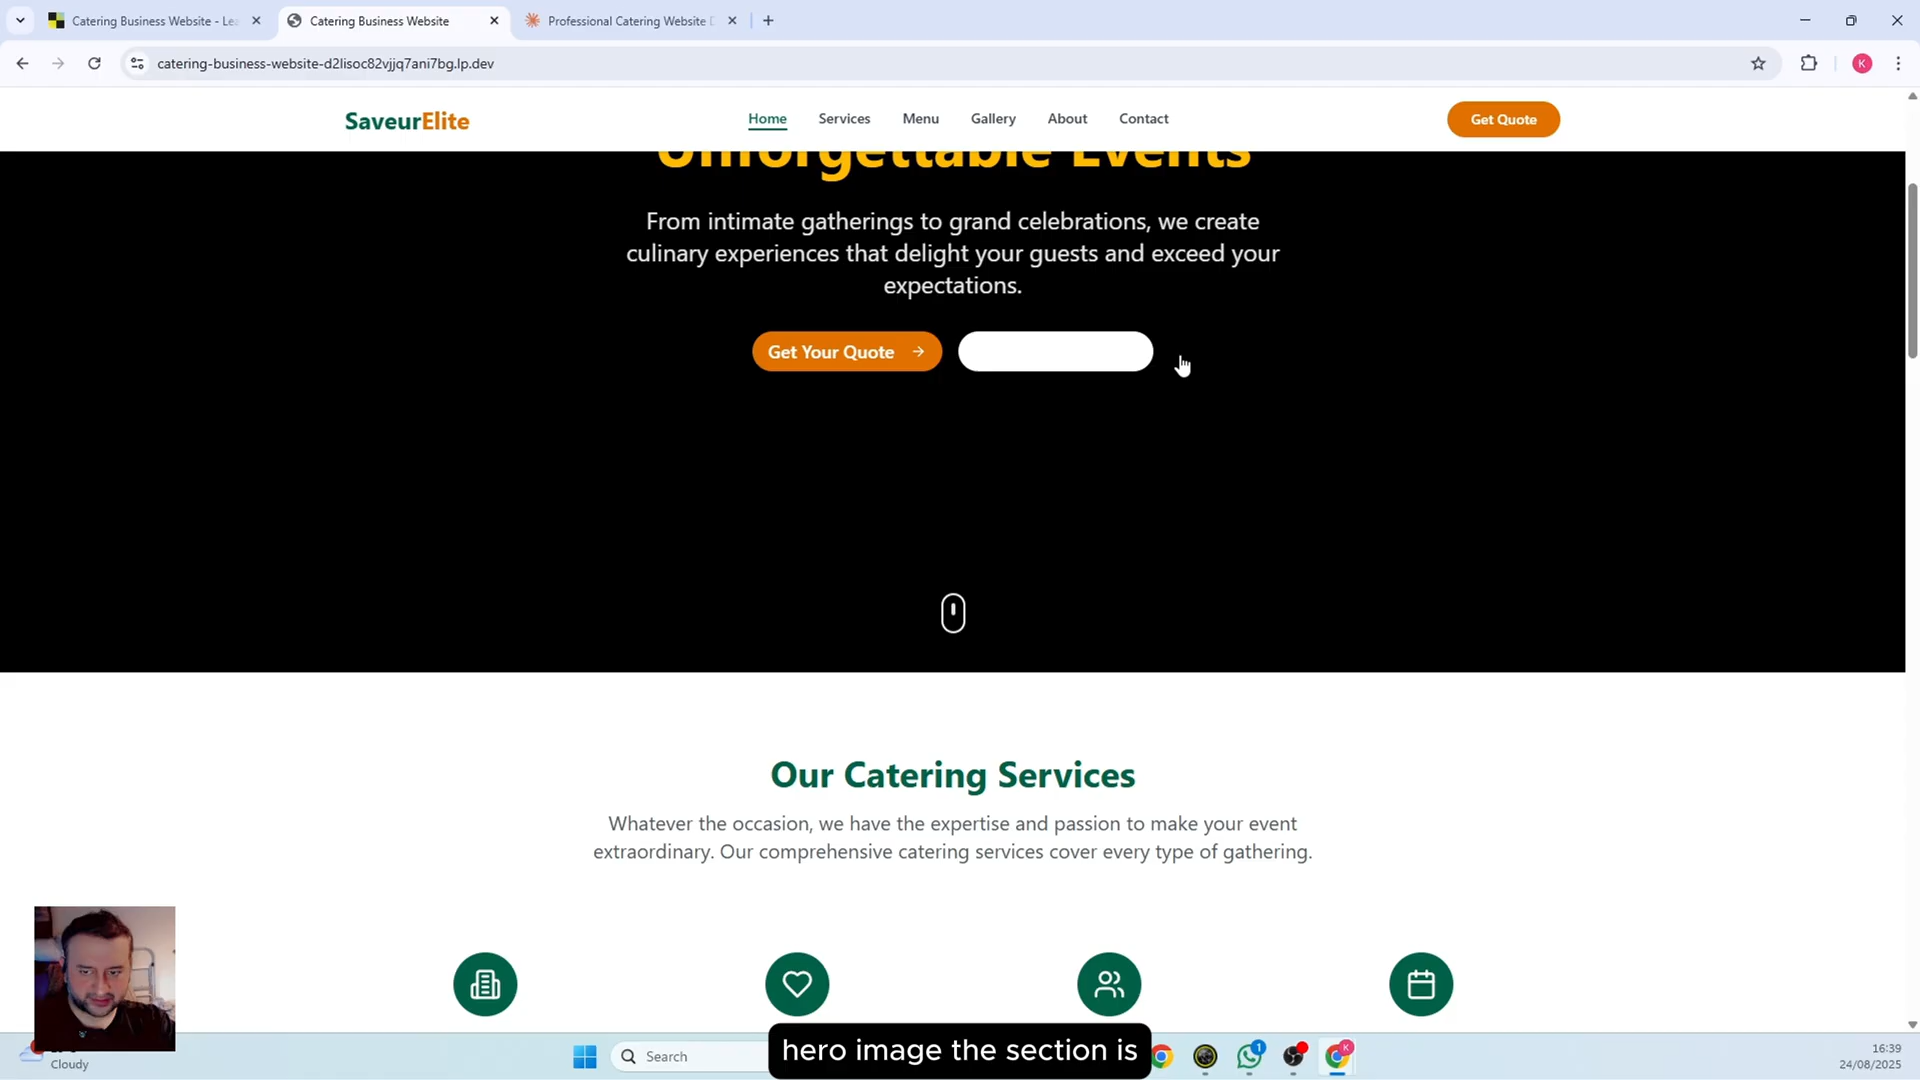 Catering Business Website - Lea
Catering Business Website
Professional Catering Website D
catering-business-website-d2lisoc82vjjq7ani7bg.lp.dev
K
SaveurElite
Home
Services
Menu
Gallery
About
Contact
Get Quote
Unforgettable Events
From intimate gatherings to grand celebrations, we create
culinary experiences that delight your guests and exceed your
expectations.
Get Your Quote
Our Catering Services
Whatever the occasion, we have the expertise and passion to make your event
extraordinary. Our comprehensive catering services cover every type of gathering.
hero image the section is
Cloudy
Search
1
K
16:39
24/08/2025